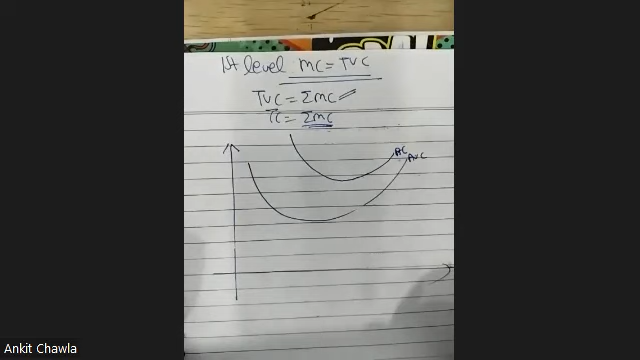 1st level MC = TVC
TVC = ΣMC
TC = ΣMC
AC
AVC
Ankit Chawla